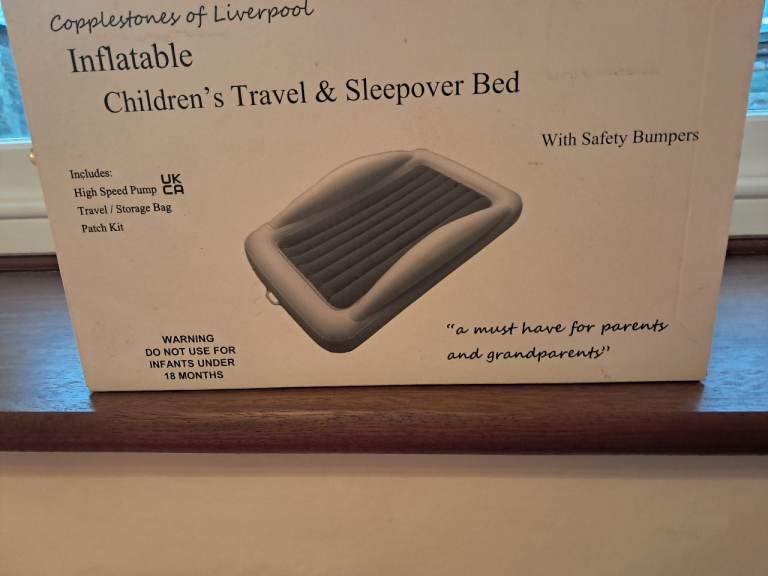 Copplestones of Liverpool
Inflatable
Children's Travel & Sleepover Bed
With Safety Bumpers
Includes:
High Speed Pump
UK
CA
Travel / Storage Bag
Patch Kit
"a must have for parents
and grandparents"
WARNING
DO NOT USE FOR
INFANTS UNDER
18 MONTHS